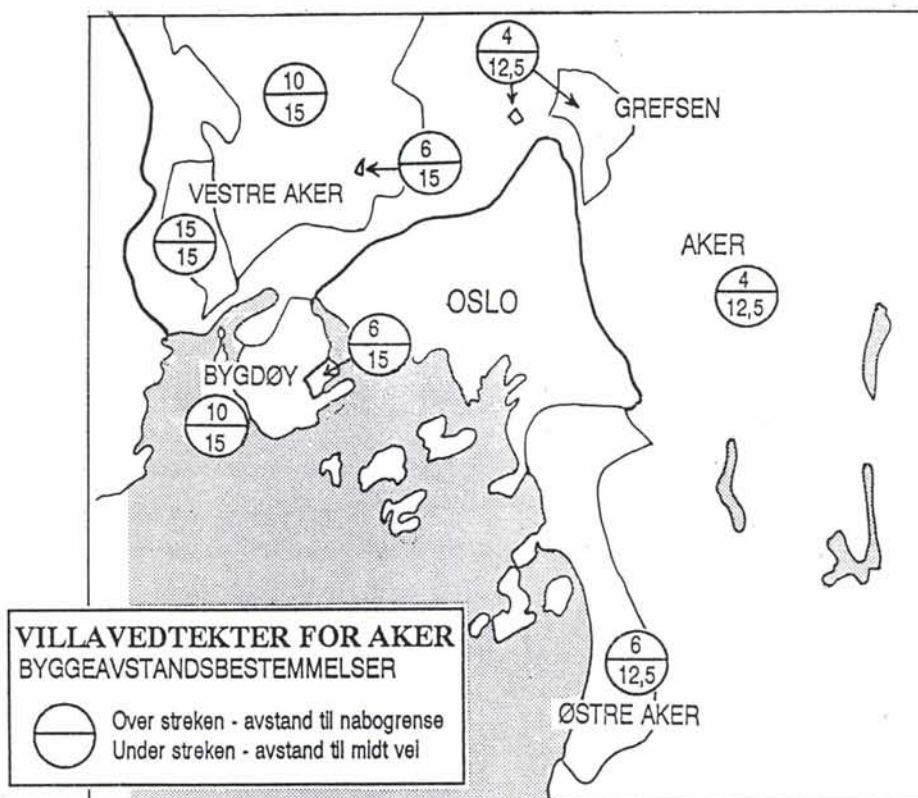 4
12,5
10
15
GREFSEN
6
15
VESTRE AKER
15
15
AKER
4
12,5
OSLO
6
15
BYGDØY
10
15
VILLAVEDTEKTER FOR AKER
BYGGEAVSTANDSBESTEMMELSER
Over streken - avstand til nabogrense
Under streken - avstand til midt vei
6
12,5
ØSTRE AKER